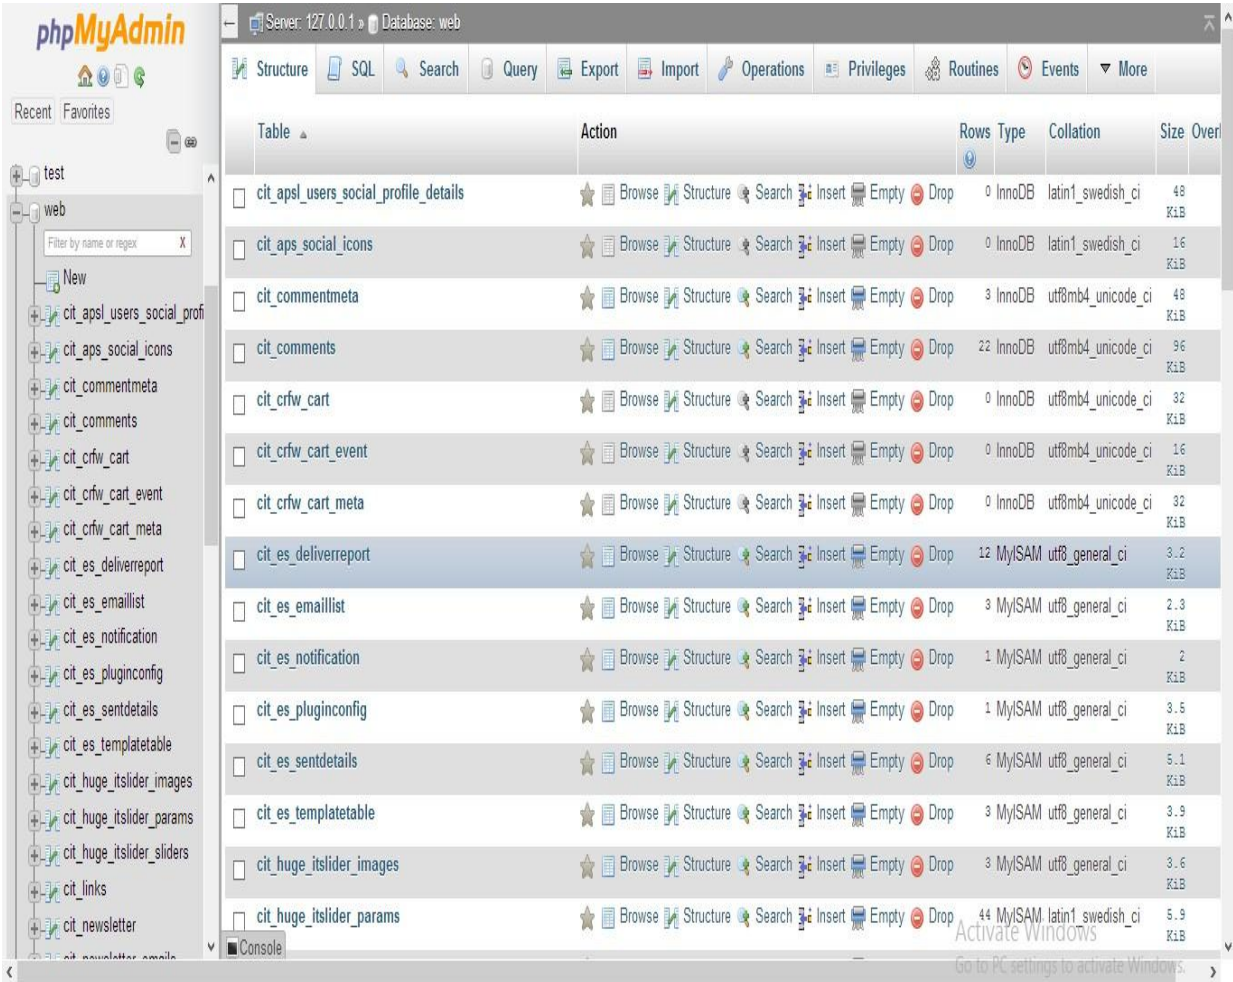 phpMyAdmin
Recent Favorites
test
web
Filter by name or regex X
New
cit_apsl_users_social_profi
cit_aps_social_icons
cit_commentmeta
cit_comments
cit_crfw_cart
cit_crfw_cart_event
cit_crfw_cart_meta
cit_es_deliverreport
cit_es_emaillist
cit_es_notification
cit_es_pluginconfig
cit_es_sentdetails
cit_es_templatetable
cit_huge_itslider_images
cit_huge_itslider_params
cit_huge_itslider_sliders
cit_links
cit_newsletter
cit_newsletter_emails
Server: 127.0.0.1 » Database: web
Structure SQL Search Query Export Import Operations Privileges Routines Events More
Table Action Rows Type Collation Size Overl
cit_apsl_users_social_profile_details Browse Structure Search Insert Empty Drop 0 InnoDB latin1_swedish_ci 48
KiB
cit_aps_social_icons Browse Structure Search Insert Empty Drop 0 InnoDB latin1_swedish_ci 16
KiB
cit_commentmeta Browse Structure Search Insert Empty Drop 3 InnoDB utf8mb4_unicode_ci 48
KiB
cit_comments Browse Structure Search Insert Empty Drop 22 InnoDB utf8mb4_unicode_ci 96
KiB
cit_crfw_cart Browse Structure Search Insert Empty Drop 0 InnoDB utf8mb4_unicode_ci 32
KiB
cit_crfw_cart_event Browse Structure Search Insert Empty Drop 0 InnoDB utf8mb4_unicode_ci 16
KiB
cit_crfw_cart_meta Browse Structure Search Insert Empty Drop 0 InnoDB utf8mb4_unicode_ci 32
KiB
cit_es_deliverreport Browse Structure Search Insert Empty Drop 12 MyISAM utf8_general_ci 3.2
KiB
cit_es_emaillist Browse Structure Search Insert Empty Drop 3 MyISAM utf8_general_ci 2.3
KiB
cit_es_notification Browse Structure Search Insert Empty Drop 1 MyISAM utf8_general_ci 2
KiB
cit_es_pluginconfig Browse Structure Search Insert Empty Drop 1 MyISAM utf8_general_ci 3.5
KiB
cit_es_sentdetails Browse Structure Search Insert Empty Drop 6 MyISAM utf8_general_ci 5.1
KiB
cit_es_templatetable Browse Structure Search Insert Empty Drop 3 MyISAM utf8_general_ci 3.9
KiB
cit_huge_itslider_images Browse Structure Search Insert Empty Drop 3 MyISAM utf8_general_ci 3.6
KiB
cit_huge_itslider_params Browse Structure Search Insert Empty Drop 44 MyISAM latin1_swedish_ci 5.9
KiB
Console
Activate Windows
Go to PC settings to activate Windows.